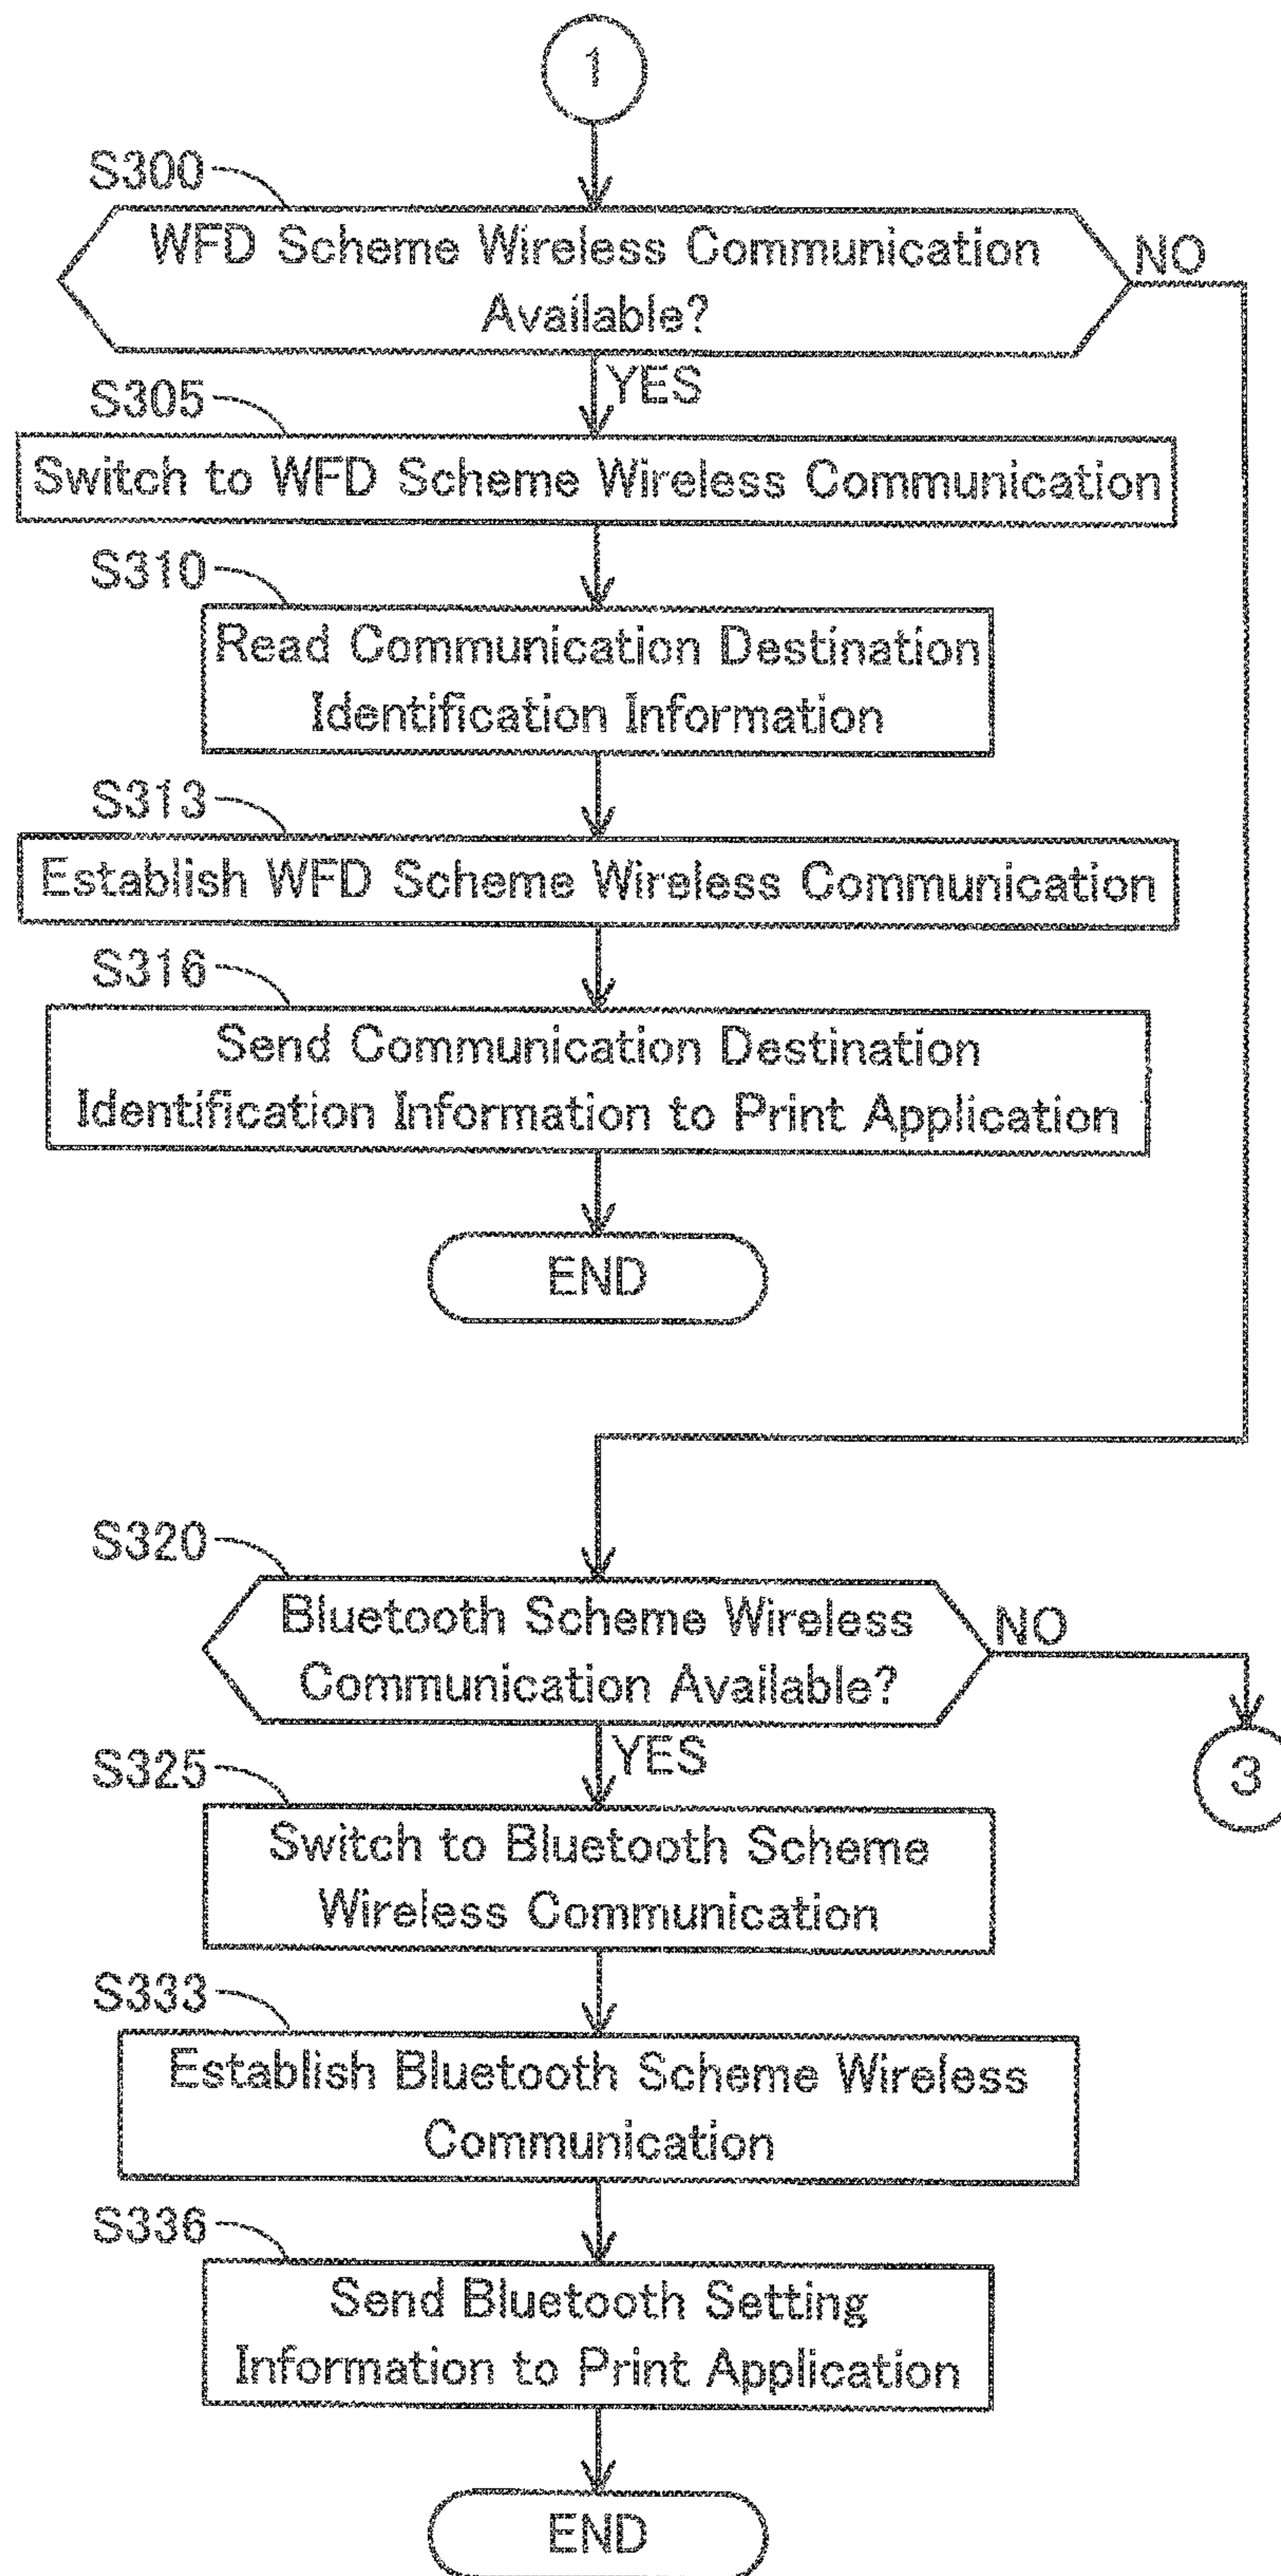 1
S300
WFD Scheme Wireless Communication
Available?
NO
YES
S305
Switch to WFD Scheme Wireless Communication
S310
Read Communication Destination
Identification Information
S313
Establish WFD Scheme Wireless Communication
S316
Send Communication Destination
Identification Information to Print Application
END
S320
Bluetooth Scheme Wireless
Communication Available?
NO
3
YES
S325
Switch to Bluetooth Scheme
Wireless Communication
S333
Establish Bluetooth Scheme Wireless
Communication
S336
Send Bluetooth Setting
Information to Print Application
END